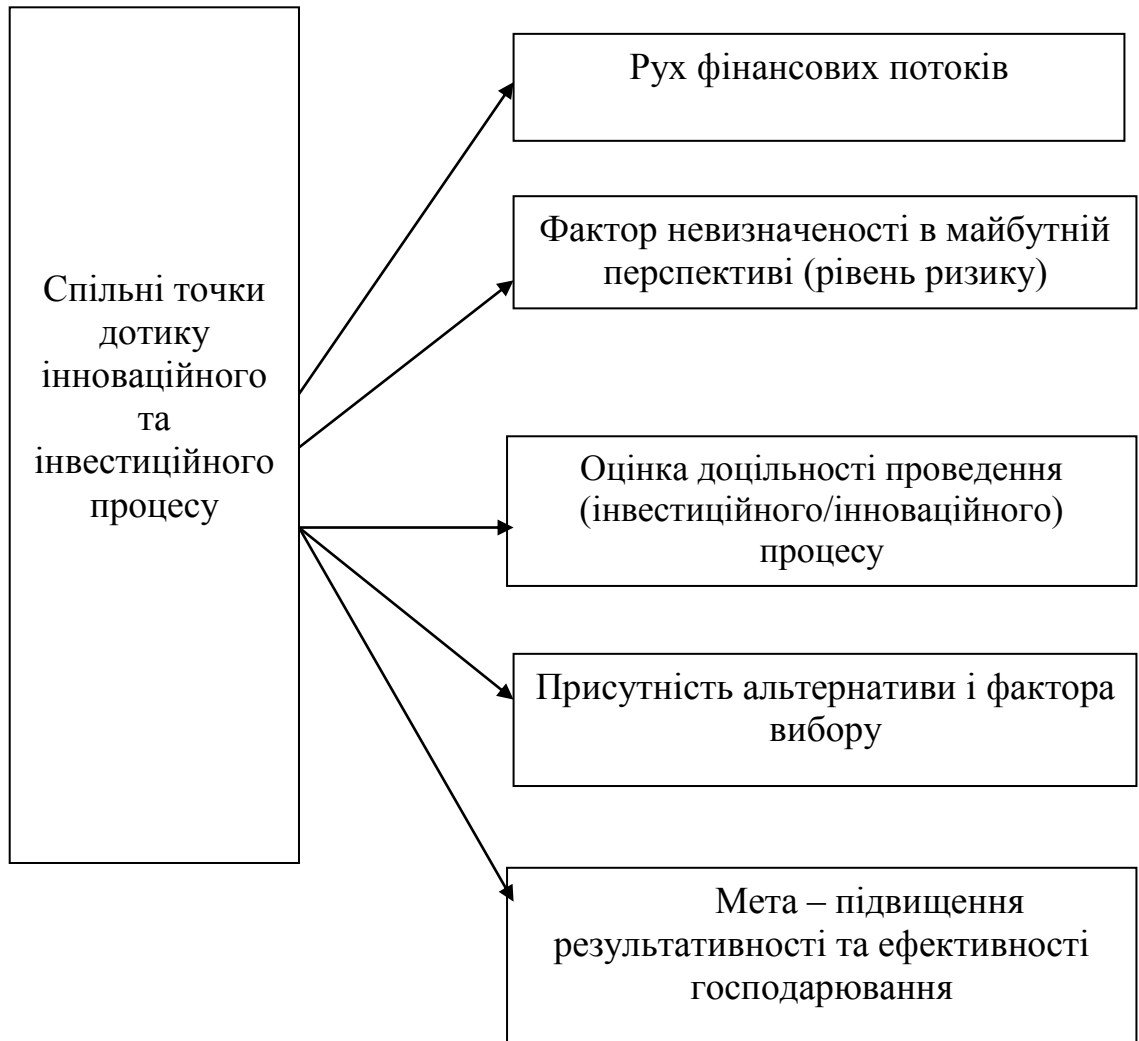 Спільні точки
дотику
інноваційного
та
інвестиційного
процесу
Рух фінансових потоків
Фактор невизначеності в майбутній
перспективі (рівень ризику)
Оцінка доцільності проведення
(інвестиційного/інноваційного)
процесу
Присутність альтернативи і фактора
вибору
Мета – підвищення
результативності та ефективності
господарювання